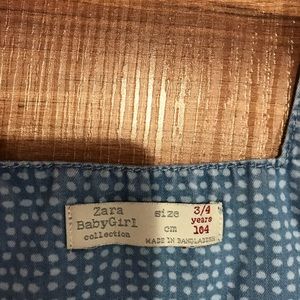 Zara size 3/4
BabyGirl years
collection cm 104
MADE IN BANGLADESH